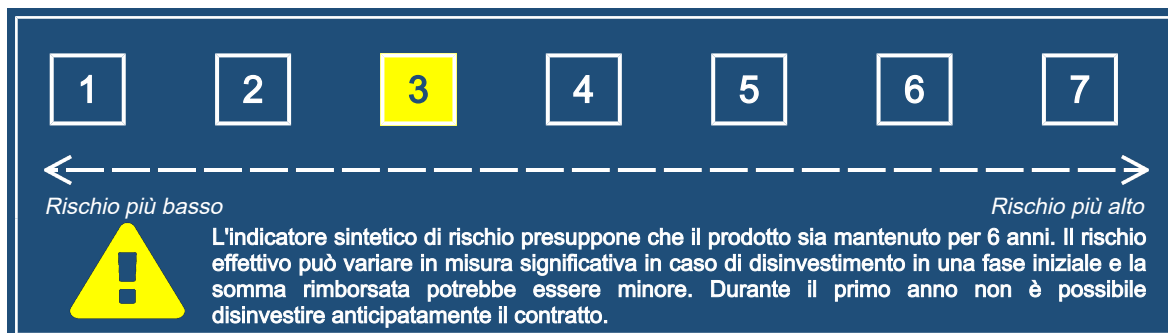 1 2 3 4 5 6 7
Rischio più basso Rischio più alto
L'indicatore sintetico di rischio presuppone che il prodotto sia mantenuto per 6 anni. Il rischio
effettivo può variare in misura significativa in caso di disinvestimento in una fase iniziale e la
somma rimborsata potrebbe essere minore. Durante il primo anno non è possibile
disinvestire anticipatamente il contratto.